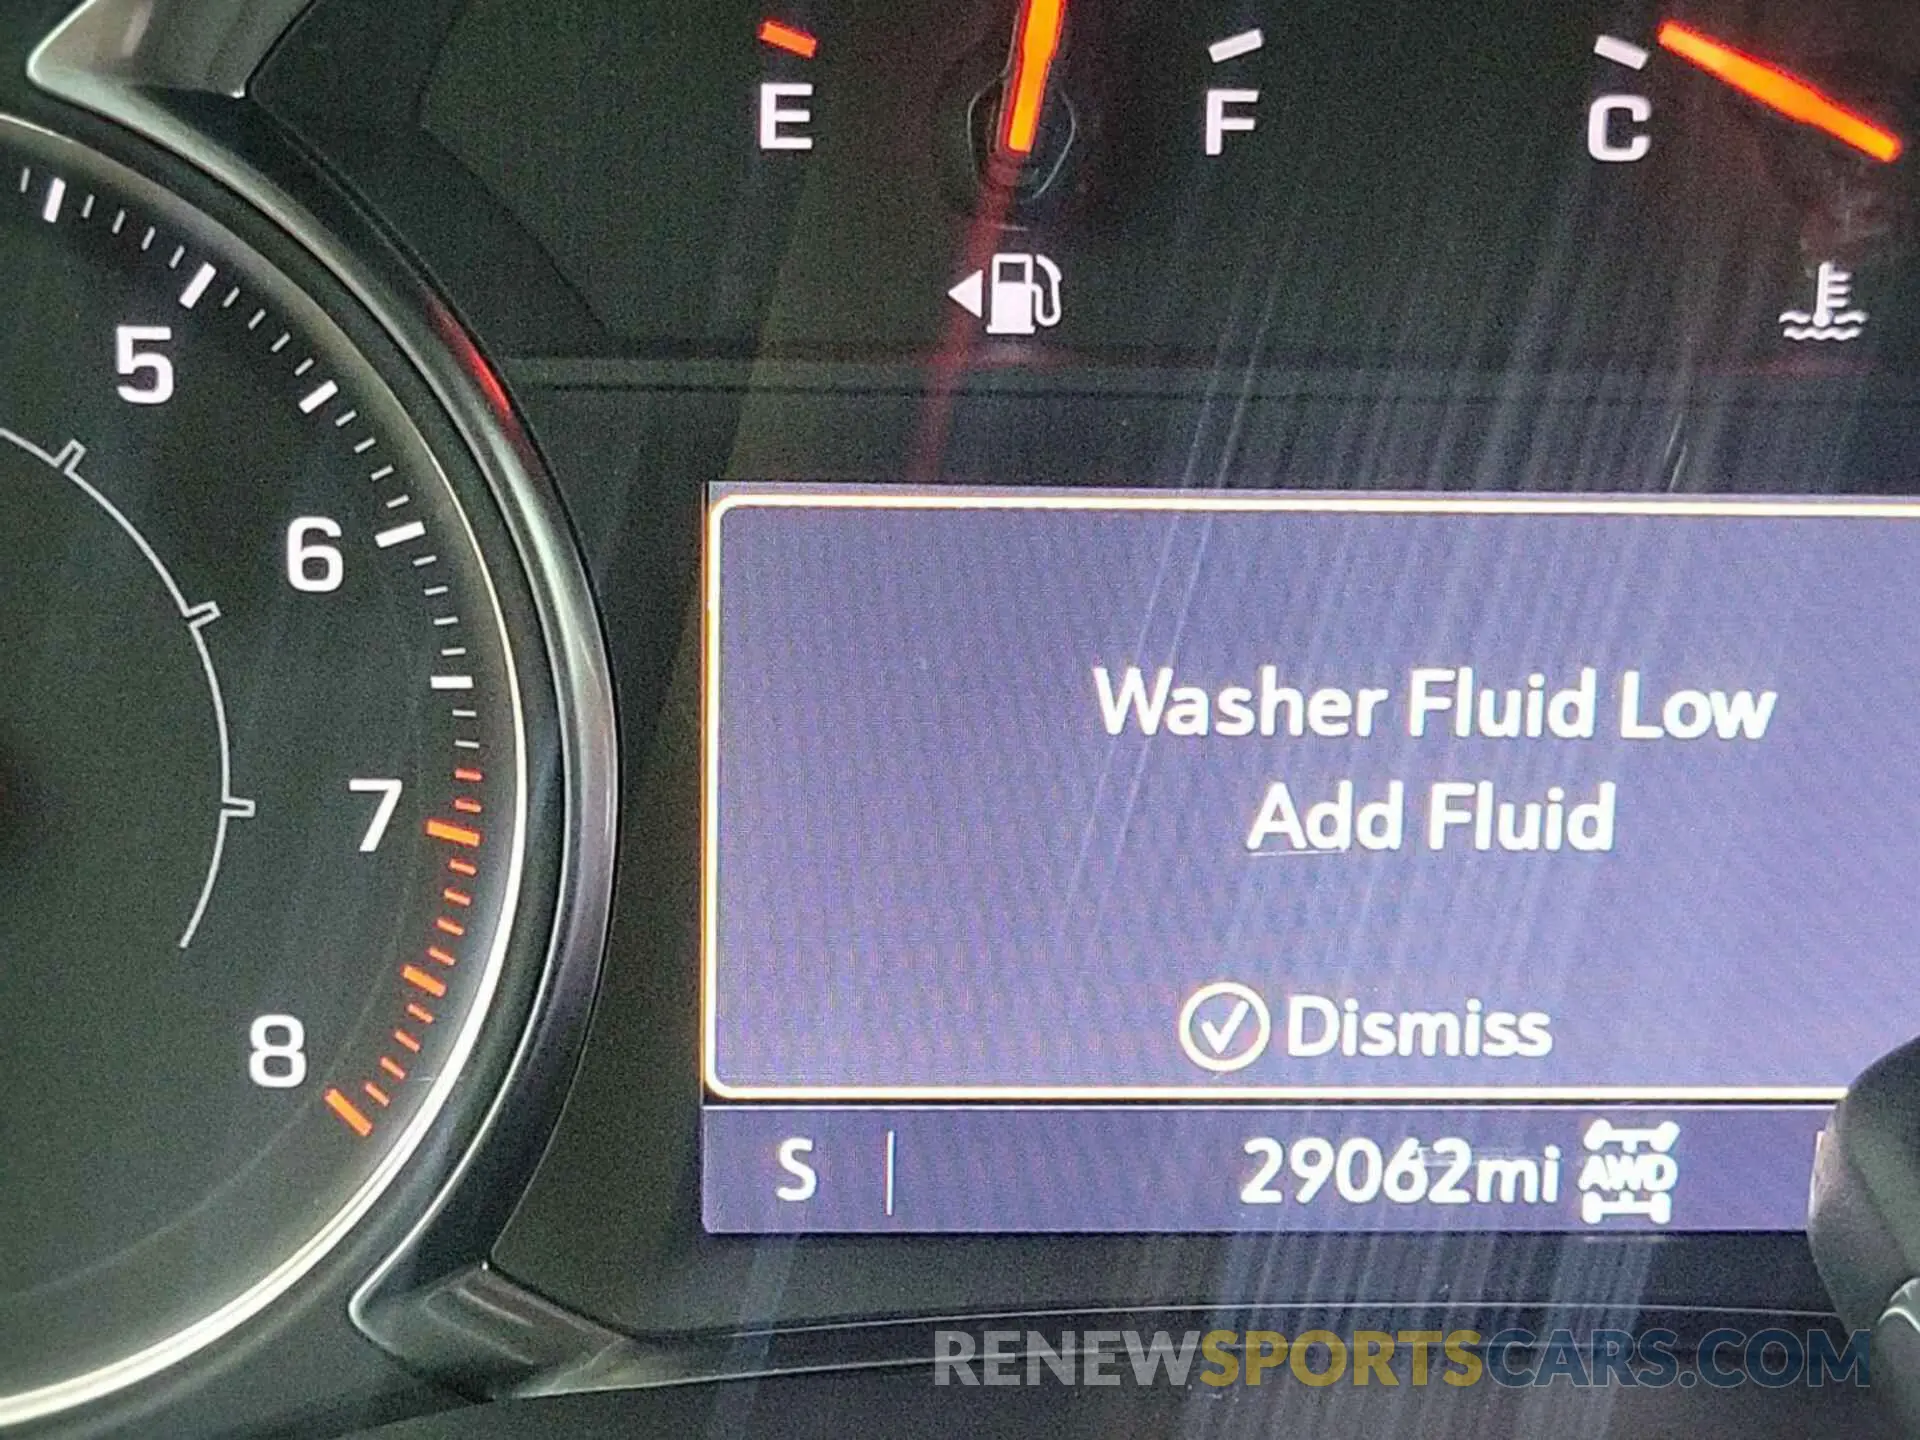 E F C
5
6
7
8
Washer Fluid Low
Add Fluid
Dismiss
S 29062mi AWD
RENEWSPORTSCARS.COM